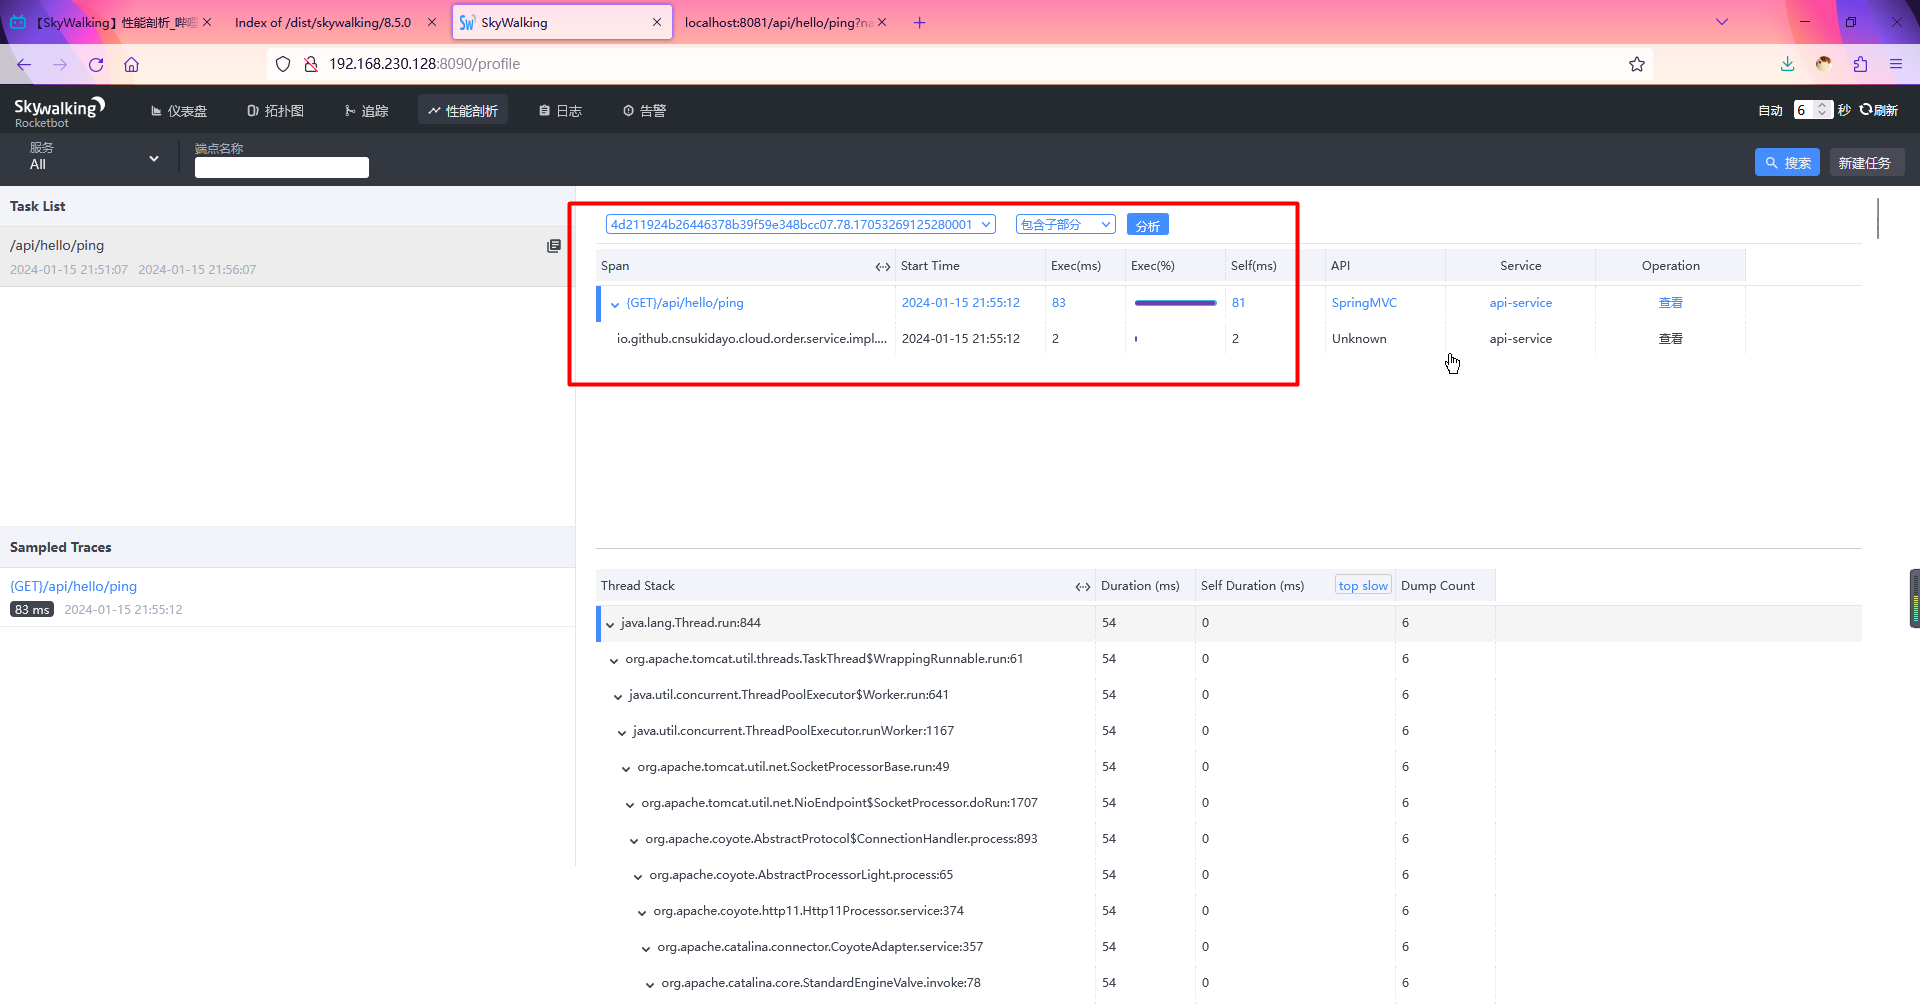 【SkyWalking】性能剖析_哔哩
Index of /dist/skywalking/8.5.0
SkyWalking
localhost:8081/api/hello/ping?na
192.168.230.128:8090/profile
Skywalking
Rocketbot
仪表盘
拓扑图
追踪
性能剖析
日志
告警
自动 6 秒 刷新
服务
All
端点名称
搜索
新建任务
Task List
/api/hello/ping
2024-01-15 21:51:07 2024-01-15 21:56:07
Sampled Traces
{GET}/api/hello/ping
83 ms 2024-01-15 21:55:12
4d211924b26446378b39f59e348bcc07.78.17053269125280001 包含子部分 分析
Span Start Time Exec(ms) Exec(%) Self(ms) API Service Operation
{GET}/api/hello/ping 2024-01-15 21:55:12 83 81 SpringMVC api-service 查看
io.github.cnsukidayo.cloud.order.service.impl.... 2024-01-15 21:55:12 2 2 Unknown api-service 查看
Thread Stack Duration (ms) Self Duration (ms) top slow Dump Count
java.lang.Thread.run:844 54 0 6
org.apache.tomcat.util.threads.TaskThread$WrappingRunnable.run:61 54 0 6
java.util.concurrent.ThreadPoolExecutor$Worker.run:641 54 0 6
java.util.concurrent.ThreadPoolExecutor.runWorker:1167 54 0 6
org.apache.tomcat.util.net.SocketProcessorBase.run:49 54 0 6
org.apache.tomcat.util.net.NioEndpoint$SocketProcessor.doRun:1707 54 0 6
org.apache.coyote.AbstractProtocol$ConnectionHandler.process:893 54 0 6
org.apache.coyote.AbstractProcessorLight.process:65 54 0 6
org.apache.coyote.http11.Http11Processor.service:374 54 0 6
org.apache.catalina.connector.CoyoteAdapter.service:357 54 0 6
org.apache.catalina.core.StandardEngineValve.invoke:78 54 0 6